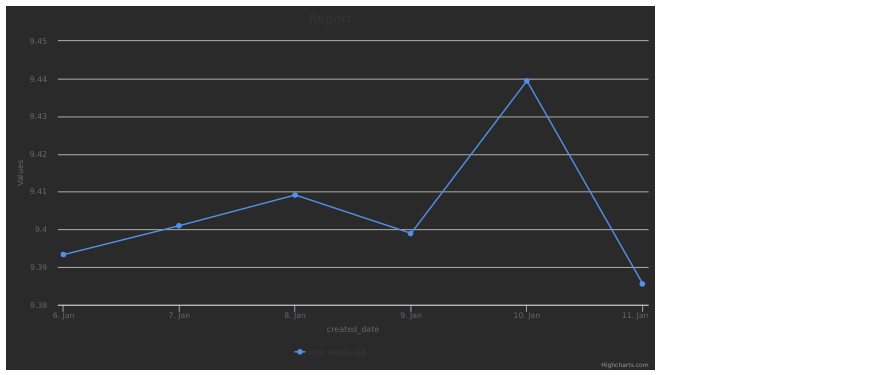 Report
9.45
9.44
9.43
9.42
9.41
9.4
9.39
9.38
Values
6. Jan
7. Jan
8. Jan
9. Jan
10. Jan
11. Jan
created_date
Highcharts.com